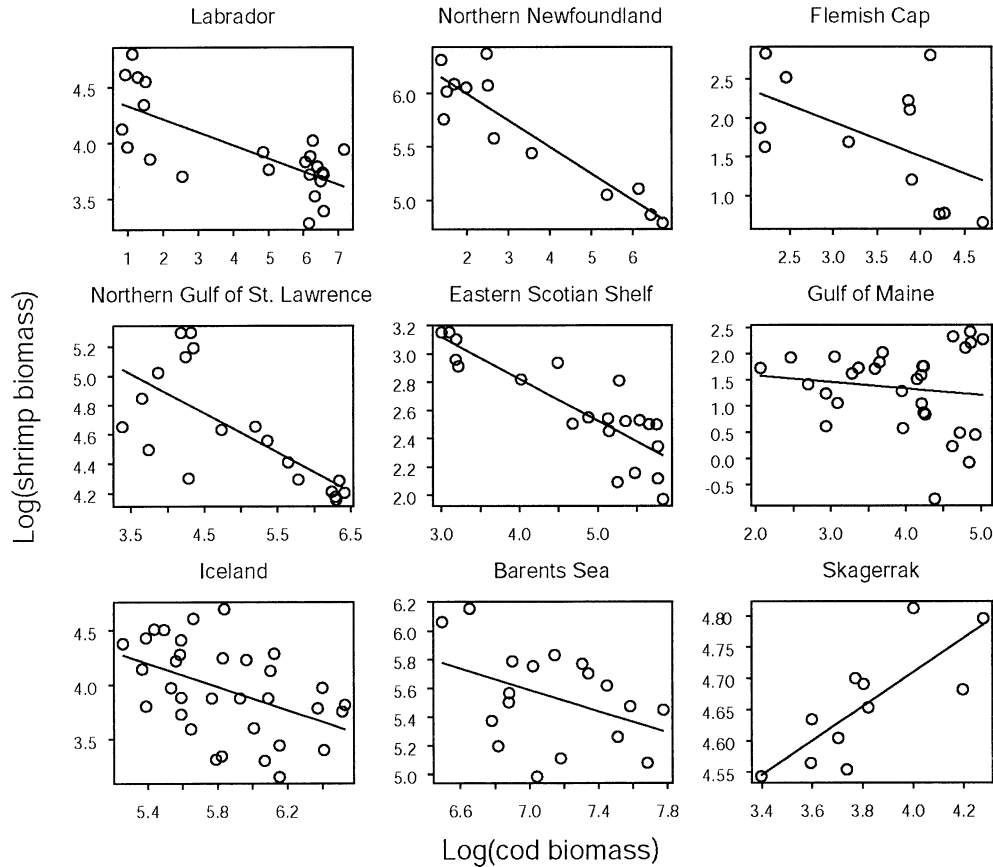 Labrador
Northern Newfoundland
Flemish Cap
4.5
4.0
3.5
1 2 3 4 5 6 7
6.0
5.5
5.0
2 3 4 5 6
2.5
2.0
1.5
1.0
2.5 3.0 3.5 4.0 4.5
Northern Gulf of St. Lawrence
Eastern Scotian Shelf
Gulf of Maine
5.2
5.0
4.8
4.6
4.4
4.2
3.5 4.5 5.5 6.5
3.2
3.0
2.8
2.6
2.4
2.2
2.0
3.0 4.0 5.0
2.5
2.0
1.5
1.0
0.5
0.0
-0.5
2.0 3.0 4.0 5.0
Iceland
Barents Sea
Skagerrak
4.5
4.0
3.5
5.4 5.8 6.2
6.2
6.0
5.8
5.6
5.4
5.2
5.0
6.6 7.0 7.4 7.8
4.80
4.70
4.65
4.60
4.55
3.4 3.6 3.8 4.0 4.2
Log(shrimp biomass)
Log(cod biomass)